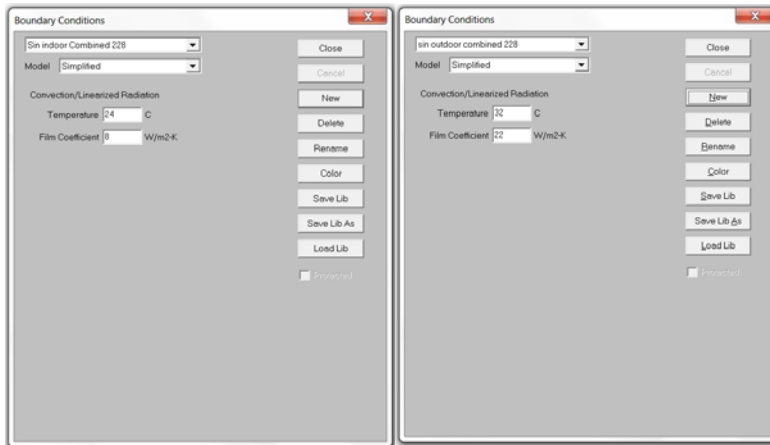 Boundary Conditions
Sin indoor Combined 228
Model Simplified
Convection/Linearized Radiation
Temperature 24 C
Film Coefficient 8 W/m2-K
Close
Cancel
New
Delete
Rename
Color
Save Lib
Save Lib As
Load Lib
Protected
Boundary Conditions
sin outdoor combined 228
Model Simplified
Convection/Linearized Radiation
Temperature 32 C
Film Coefficient 22 W/m2-K
Close
Cancel
New
Delete
Rename
Color
Save Lib
Save Lib As
Load Lib
Protected